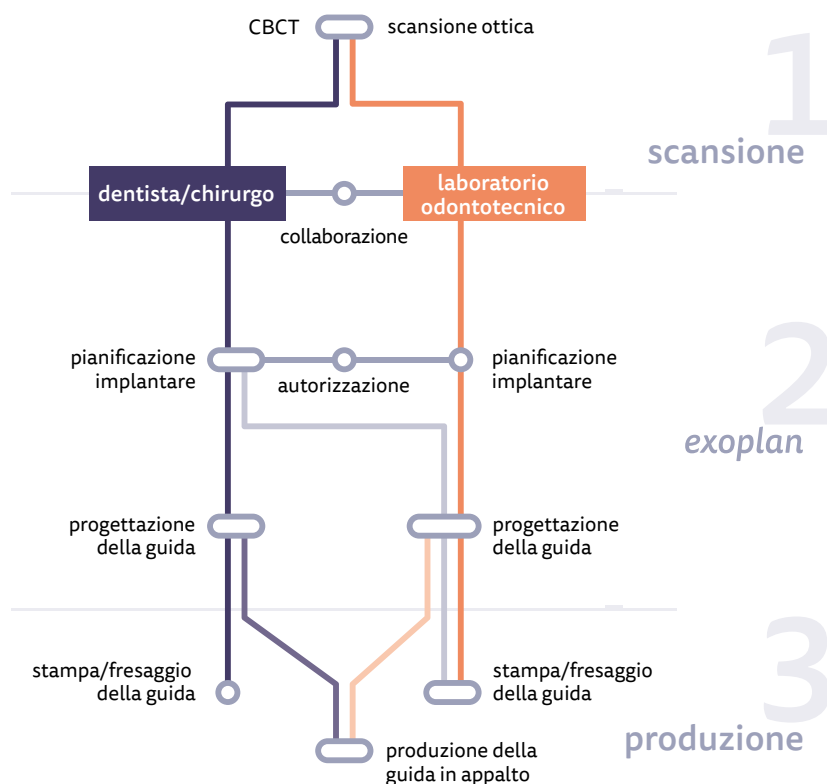 CBCT
scansione ottica
1
scansione
dentista/chirurgo
laboratorio
odontotecnico
collaborazione
pianificazione
implantare
autorizzazione
pianificazione
implantare
2
exoplan
progettazione
della guida
progettazione
della guida
stampa/fresaggio
della guida
stampa/fresaggio
della guida
3
produzione
produzione della
guida in appalto